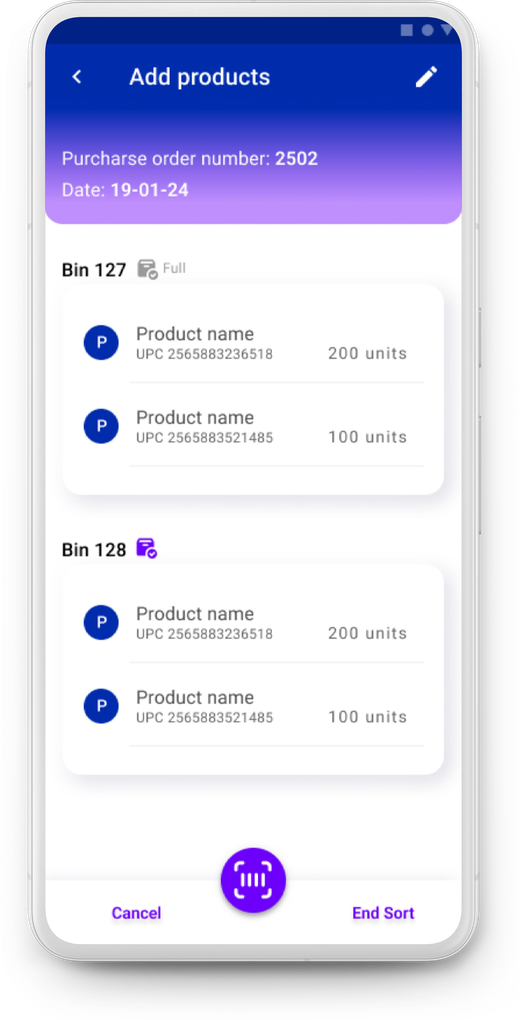 Add products
Purcharse order number: 2502
Date: 19-01-24
Bin 127 Full
P Product name
UPC 2565883236518 200 units
P Product name
UPC 2565883521485 100 units
Bin 128
P Product name
UPC 2565883236518 200 units
P Product name
UPC 2565883521485 100 units
Cancel End Sort